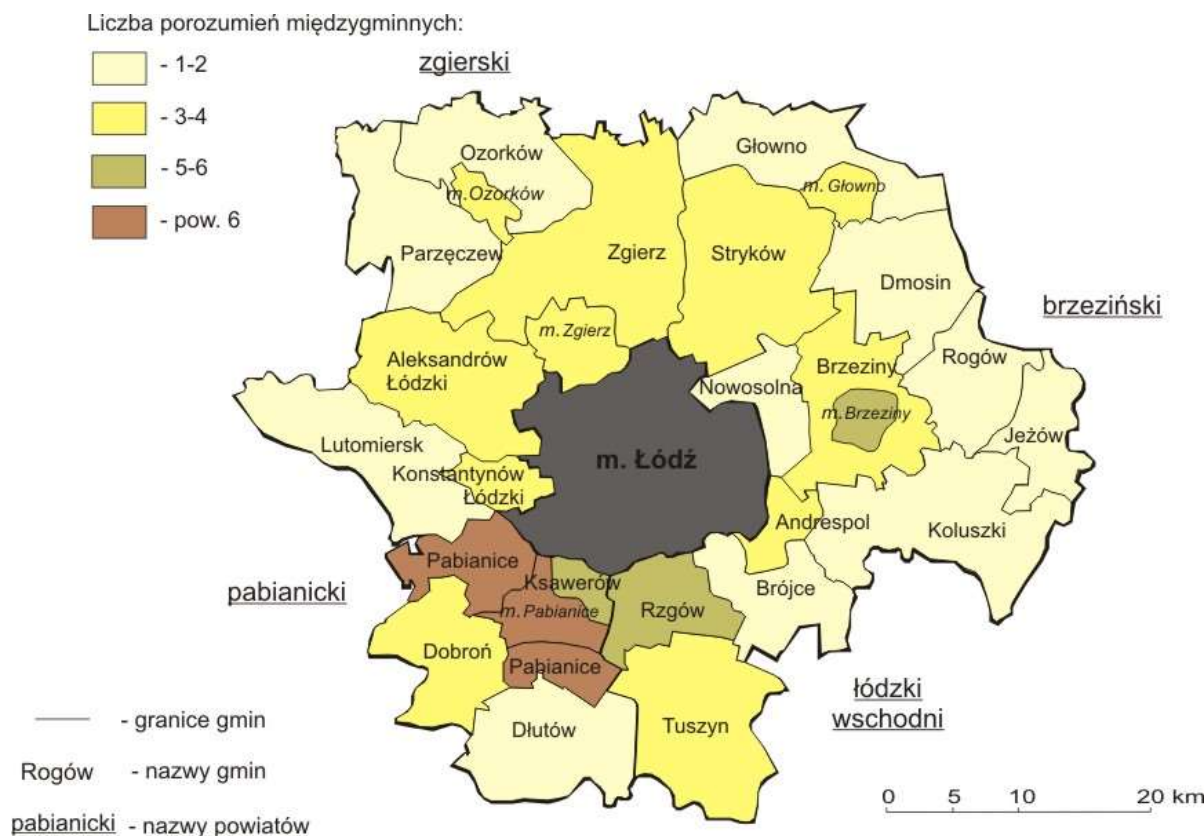 Liczba porozumień międzygminnych:
- 1-2
- 3-4
- 5-6
- pow. 6
zgierski
Ozorków
m.Ozorków
Głowno
m. Głowno
Parzęczew
Zgierz
Stryków
Dmosin
brzeziński
m. Zgierz
Aleksandrów
Łódzki
Nowosolna
Brzeziny
Rogów
m. Brzeziny
Jeżów
Lutomiersk
m. Łódź
Konstantynów
Łódzki
Andrespol
Koluszki
pabianicki
Pabianice
Ksawerów
m. Pabianice
Rzgów
Brójce
Dobroń
Pabianice
łódzki
wschodni
Dłutów
Tuszyn
- granice gmin
Rogów - nazwy gmin
pabianicki - nazwy powiatów
0 5 10 20 km